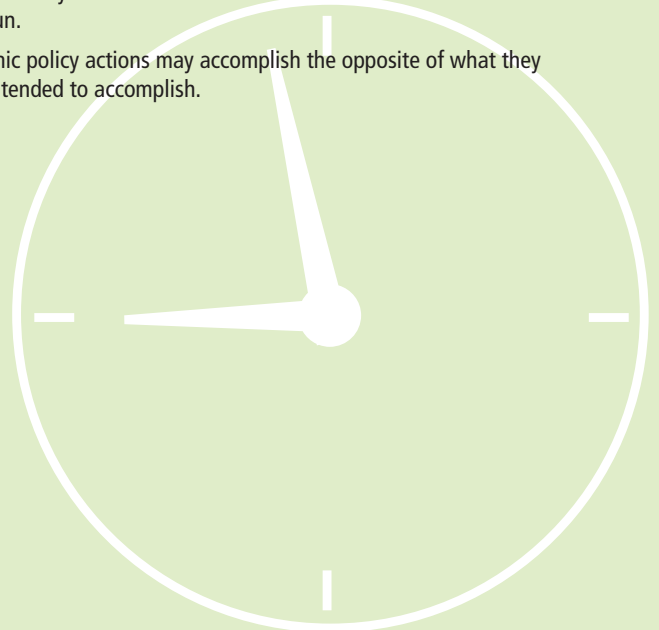 un.
nic policy actions may accomplish the opposite of what they
tended to accomplish.